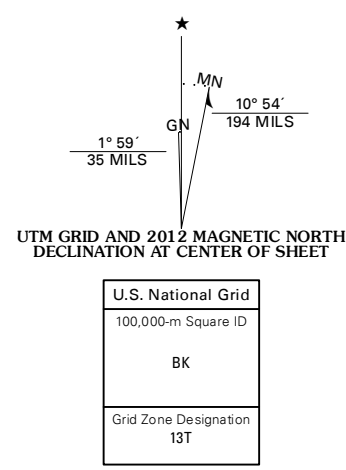 ★
MN
10° 54´
194 MILS
GN
1° 59´
35 MILS
UTM GRID AND 2012 MAGNETIC NORTH
DECLINATION AT CENTER OF SHEET
U.S. National Grid
100,000-m Square ID
BK
Grid Zone Designation
13T